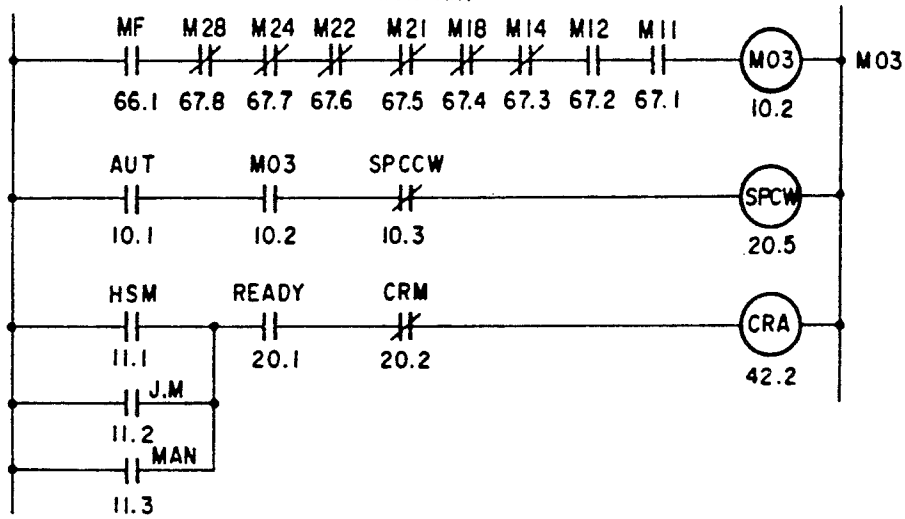 MF M28 M24 M22 M21 M18 M14 M12 M11
M03 M03
66.1 67.8 67.7 67.6 67.5 67.4 67.3 67.2 67.1 10.2
AUT M03 SPCCW
SPCW
10.1 10.2 10.3 20.5
HSM READY CRM
CRA
11.1 20.1 20.2 42.2
J.M
11.2
MAN
11.3